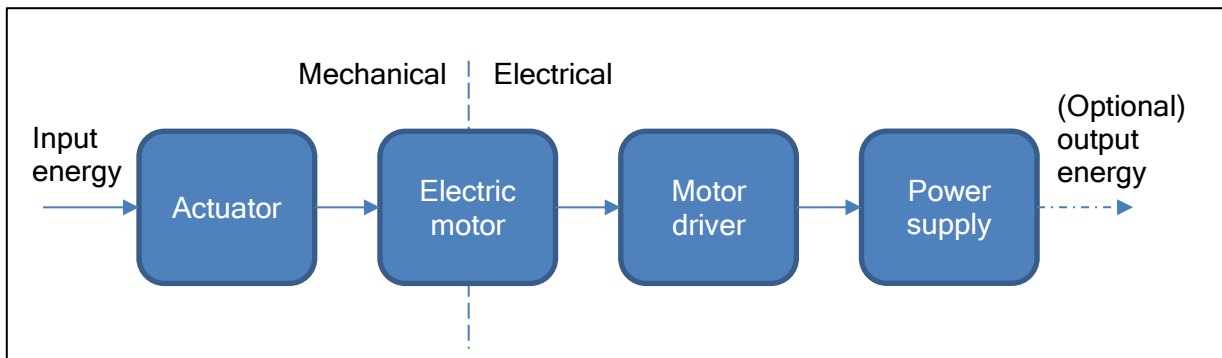 Mechanical
Electrical
Input
energy
Actuator
Electric
motor
Motor
driver
Power
supply
(Optional)
output
energy